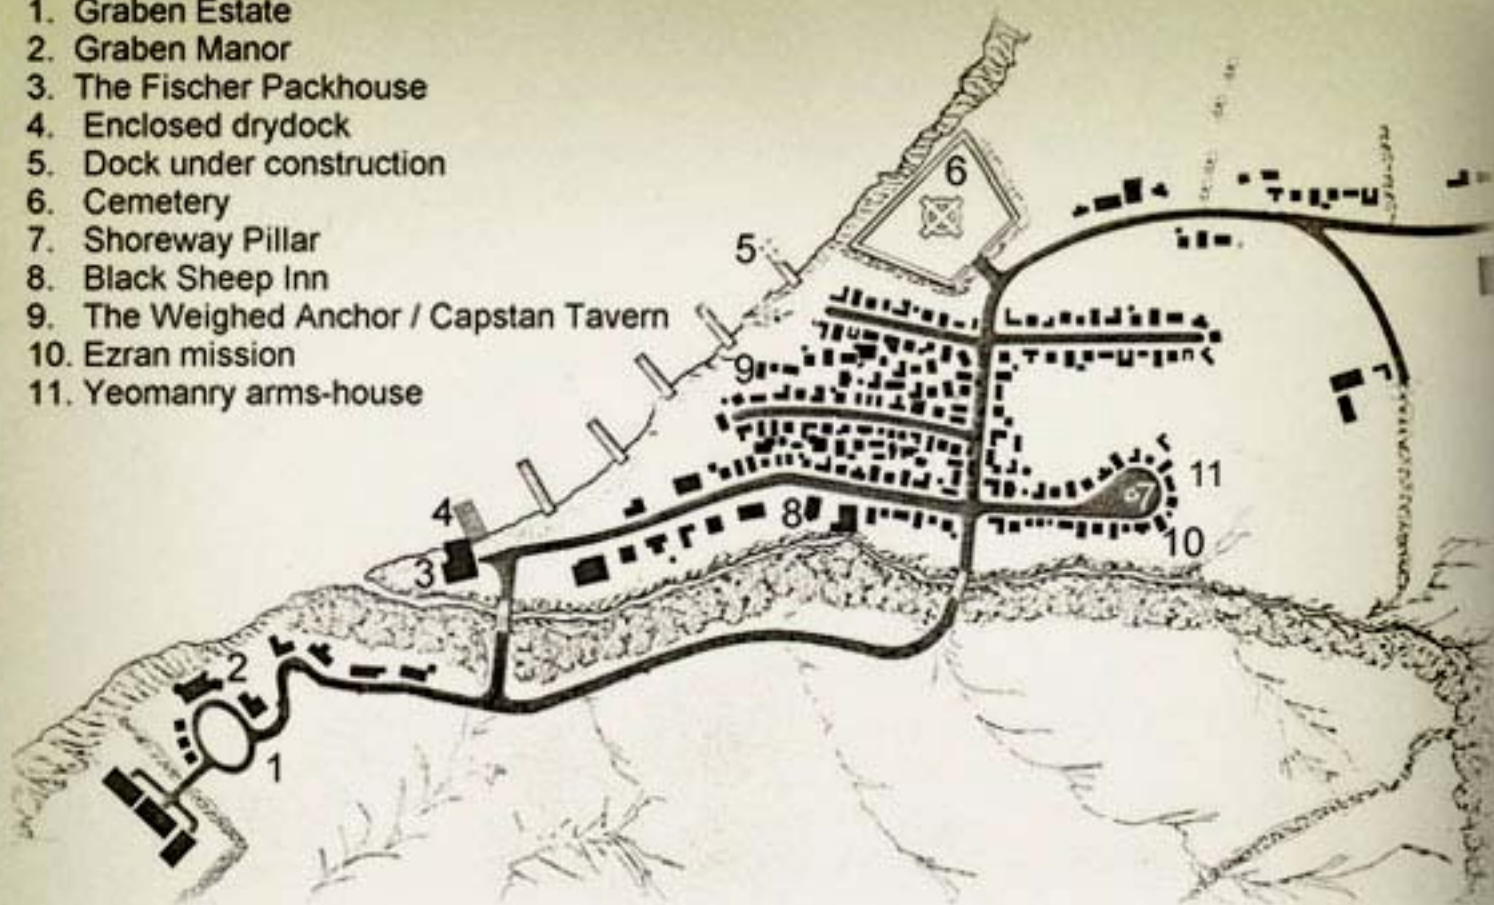 1. Graben Estate
2. Graben Manor
3. The Fischer Packhouse
4. Enclosed drydock
5. Dock under construction
6. Cemetery
7. Shoreway Pillar
8. Black Sheep Inn
9. The Weighed Anchor / Capstan Tavern
10. Ezran mission
11. Yeomanry arms-house
6
5
9
11
7
4
8
10
3
2
1